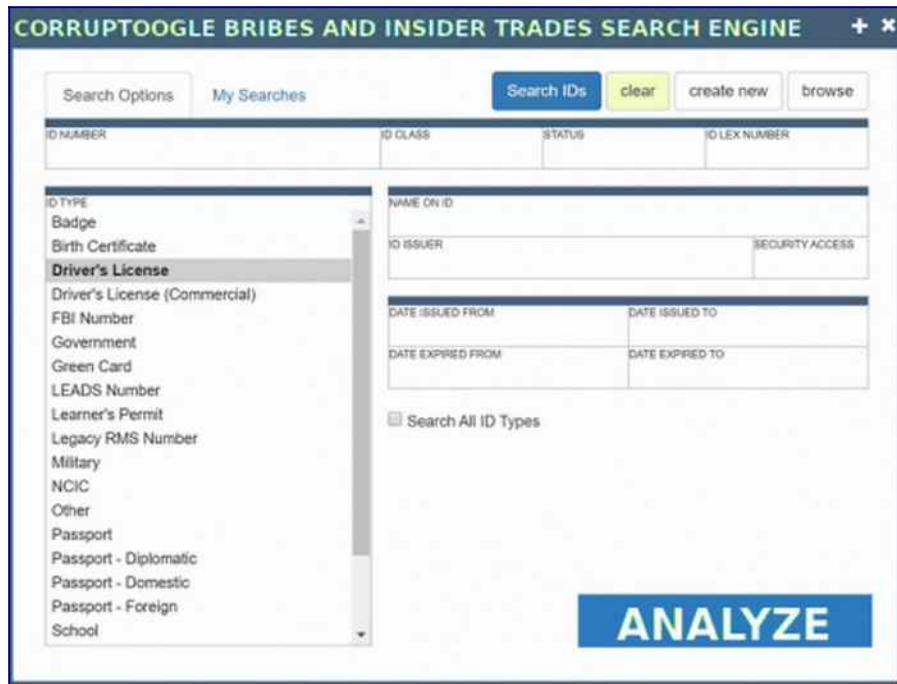 CORRUPTOOGLE BRIBES AND INSIDER TRADES SEARCH ENGINE + ×
Search Options My Searches Search IDs clear create new browse
ID NUMBER ID CLASS STATUS ID LEX NUMBER
ID TYPE
Badge
Birth Certificate
Driver's License
Driver's License (Commercial)
FBI Number
Government
Green Card
LEADS Number
Learner's Permit
Legacy RMS Number
Military
NCIC
Other
Passport
Passport - Diplomatic
Passport - Domestic
Passport - Foreign
School
NAME ON ID
ID ISSUER SECURITY ACCESS
DATE ISSUED FROM DATE ISSUED TO
DATE EXPIRED FROM DATE EXPIRED TO
Search All ID Types
ANALYZE